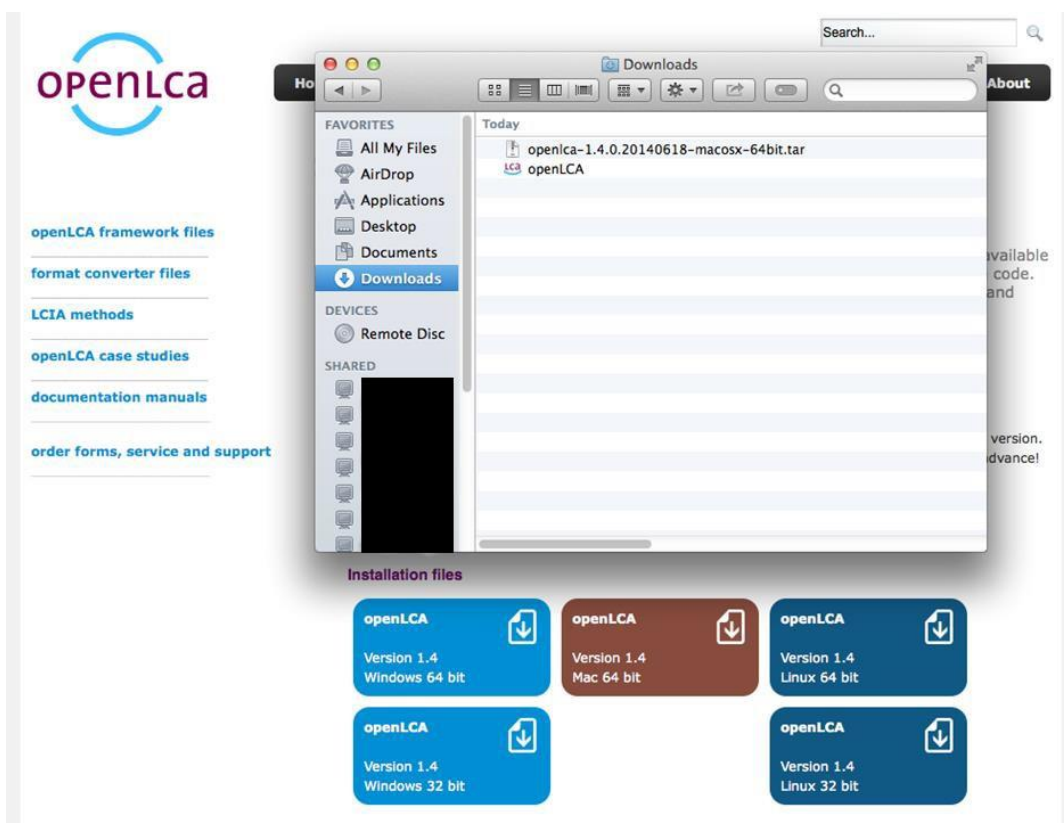 Search...
openLCA
Ho
About
Downloads
FAVORITES
All My Files
AirDrop
Applications
Desktop
Documents
Downloads
DEVICES
Remote Disc
SHARED
Today
openlca-1.4.0.20140618-macosx-64bit.tar
LCA openLCA
openLCA framework files
format converter files
LCIA methods
openLCA case studies
documentation manuals
order forms, service and support
vailable
code.
and
version.
dvance!
Installation files
openLCA
Version 1.4
Windows 64 bit
openLCA
Version 1.4
Mac 64 bit
openLCA
Version 1.4
Linux 64 bit
openLCA
Version 1.4
Windows 32 bit
openLCA
Version 1.4
Linux 32 bit